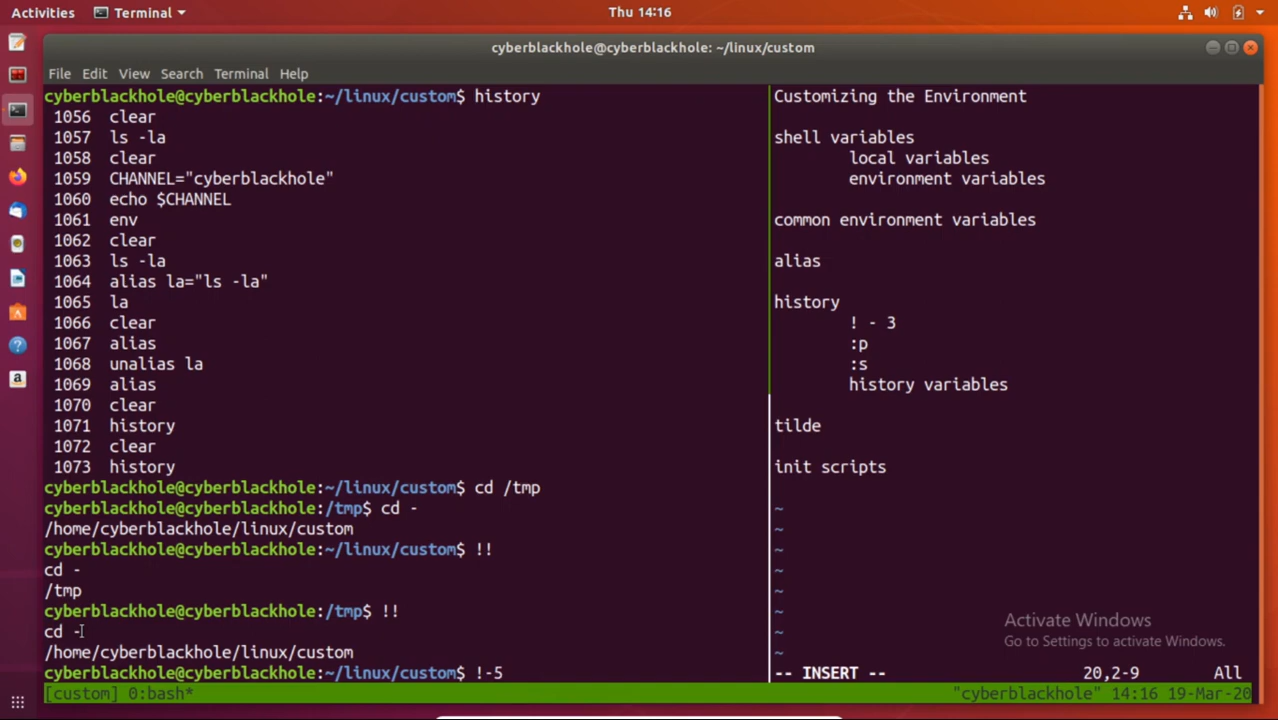 Activities Terminal Thu 14:16
cyberblackhole@cyberblackhole: ~/linux/custom
File Edit View Search Terminal Help
cyberblackhole@cyberblackhole:~/linux/custom$ history
1056 clear
1057 ls -la
1058 clear
1059 CHANNEL="cyberblackhole"
1060 echo $CHANNEL
1061 env
1062 clear
1063 ls -la
1064 alias la="ls -la"
1065 la
1066 clear
1067 alias
1068 unalias la
1069 alias
1070 clear
1071 history
1072 clear
1073 history
cyberblackhole@cyberblackhole:~/linux/custom$ cd /tmp
cyberblackhole@cyberblackhole:/tmp$ cd -
/home/cyberblackhole/linux/custom
cyberblackhole@cyberblackhole:~/linux/custom$ !!
cd -
/tmp
cyberblackhole@cyberblackhole:/tmp$ !!
cd -
/home/cyberblackhole/linux/custom
cyberblackhole@cyberblackhole:~/linux/custom$ !-5
Customizing the Environment
shell variables
local variables
environment variables
common environment variables
alias
history
! - 3
:p
:s
history variables
tilde
init scripts
~
~
~
~
~
~
~
~
-- INSERT -- 20,2-9 All
Activate Windows
Go to Settings to activate Windows.
[custom] 0:bash* "cyberblackhole" 14:16 19-Mar-20